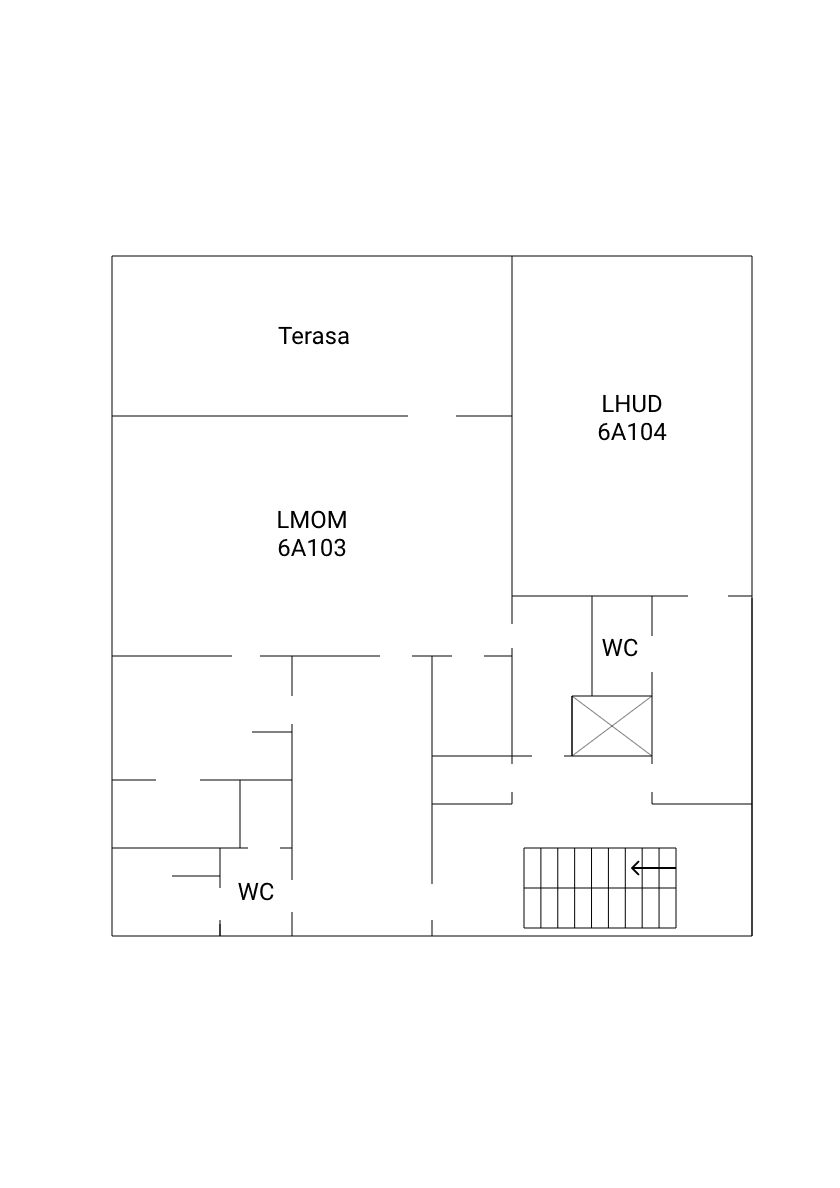 Terasa
LHUD
6A104
LMOM
6A103
WC
WC